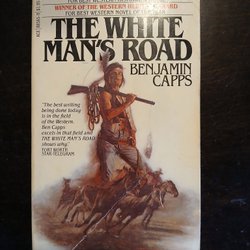 WINNER OF THE WESTERN
FOR BEST WESTERN NOVEL OF
THE WHITE
MAN'S ROAD
BENJAMIN
CAPPS
"The best writing
being done today
is in the field
of the Western.
Ben Capps
excels in that field and
THE WHITE MAN'S ROAD
shows why."
FORT WORTH
STAR-TELEGRAM